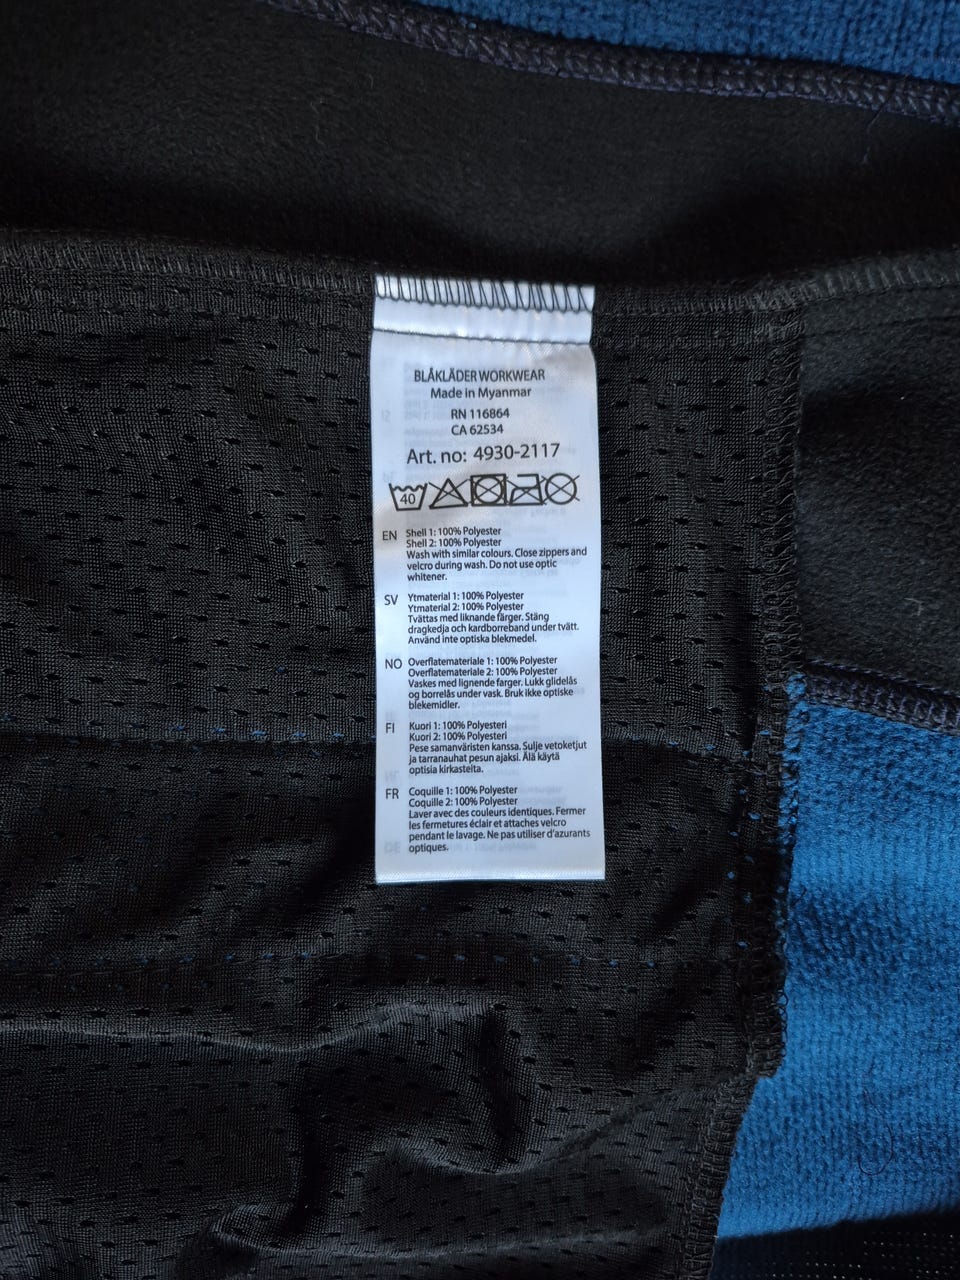 BLÅKLÄDER WORKWEAR
Made in Myanmar
RN 116864
CA 62534
Art. no: 4930-2117
40
EN Shell 1: 100% Polyester
Shell 2: 100% Polyester
Wash with similar colours. Close zippers and
velcro during wash. Do not use optic
whitener.
SV Ytmaterial 1: 100% Polyester
Ytmaterial 2: 100% Polyester
Tvättas med liknande färger. Stäng
dragkedja och kardborreband under tvätt.
Använd inte optiska blekmedel.
NO Overflatemateriale 1: 100% Polyester
Overflatemateriale 2: 100% Polyester
Vaskes med lignende farger. Lukk glidelås
og borrelås under vask. Bruk ikke optiske
blekemidler.
FI Kuori 1: 100% Polyesteri
Kuori 2: 100% Polyesteri
Pese samanväristen kanssa. Sulje vetoketjut
ja tarranauhat pesun ajaksi. Älä käytä
optisia kirkasteita.
FR Coquille 1: 100% Polyester
Coquille 2: 100% Polyester
Laver avec des couleurs identiques. Fermer
les fermetures éclair et attaches velcro
pendant le lavage. Ne pas utiliser d'azurants
optiques.